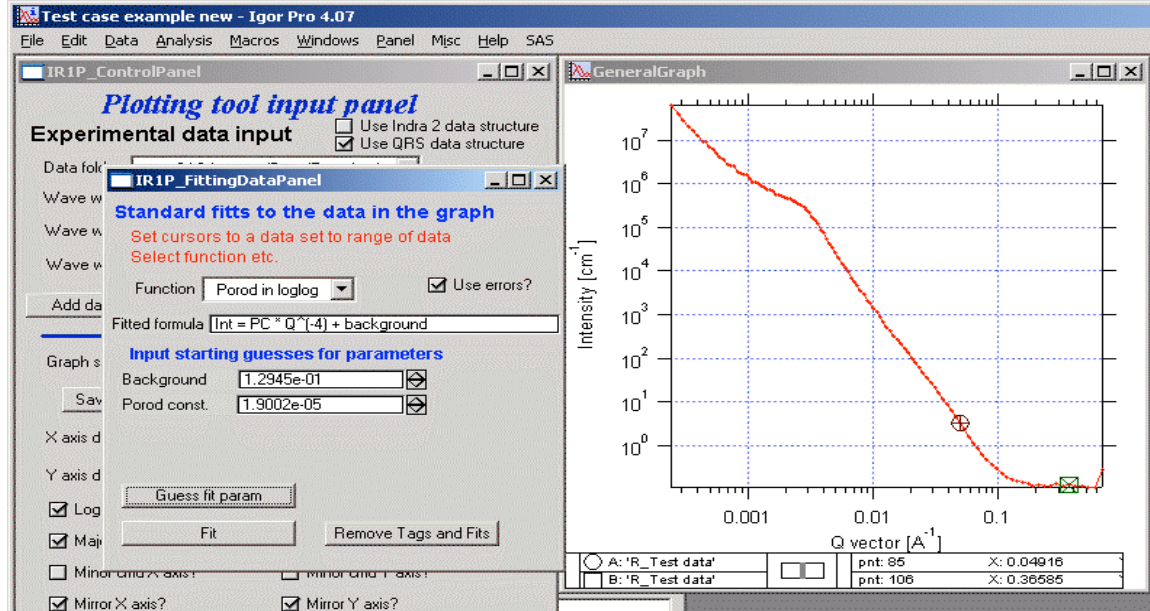 Test case example new - Igor Pro 4.07
File Edit Data Analysis Macros Windows Panel Misc Help SAS
IR1P_ControlPanel
Plotting tool input panel
Experimental data input
Use Indra 2 data structure
Use QRS data structure
Data fol
Wave w
Wave w
Wave w
Add da
Graph s
Sav
X axis d
Y axis d
Log
Maj
Minor
Minor
Mirror X axis?
Mirror Y axis?
IR1P_FittingDataPanel
Standard fitts to the data in the graph
Set cursors to a data set to range of data
Select function etc.
Function Porod in loglog
Use errors?
Fitted formula Int = PC * Q^(-4) + background
Input starting guesses for parameters
Background 1.2945e-01
Porod const. 1.9002e-05
Guess fit param
Fit
Remove Tags and Fits
GeneralGraph
Intensity [cm^-1]
10^7
10^6
10^5
10^4
10^3
10^2
10^1
10^0
0.001 0.01 0.1
Q vector [A^-1]
A: 'R_Test data' pnt: 85 X: 0.04916
B: 'R_Test data' pnt: 106 X: 0.36585